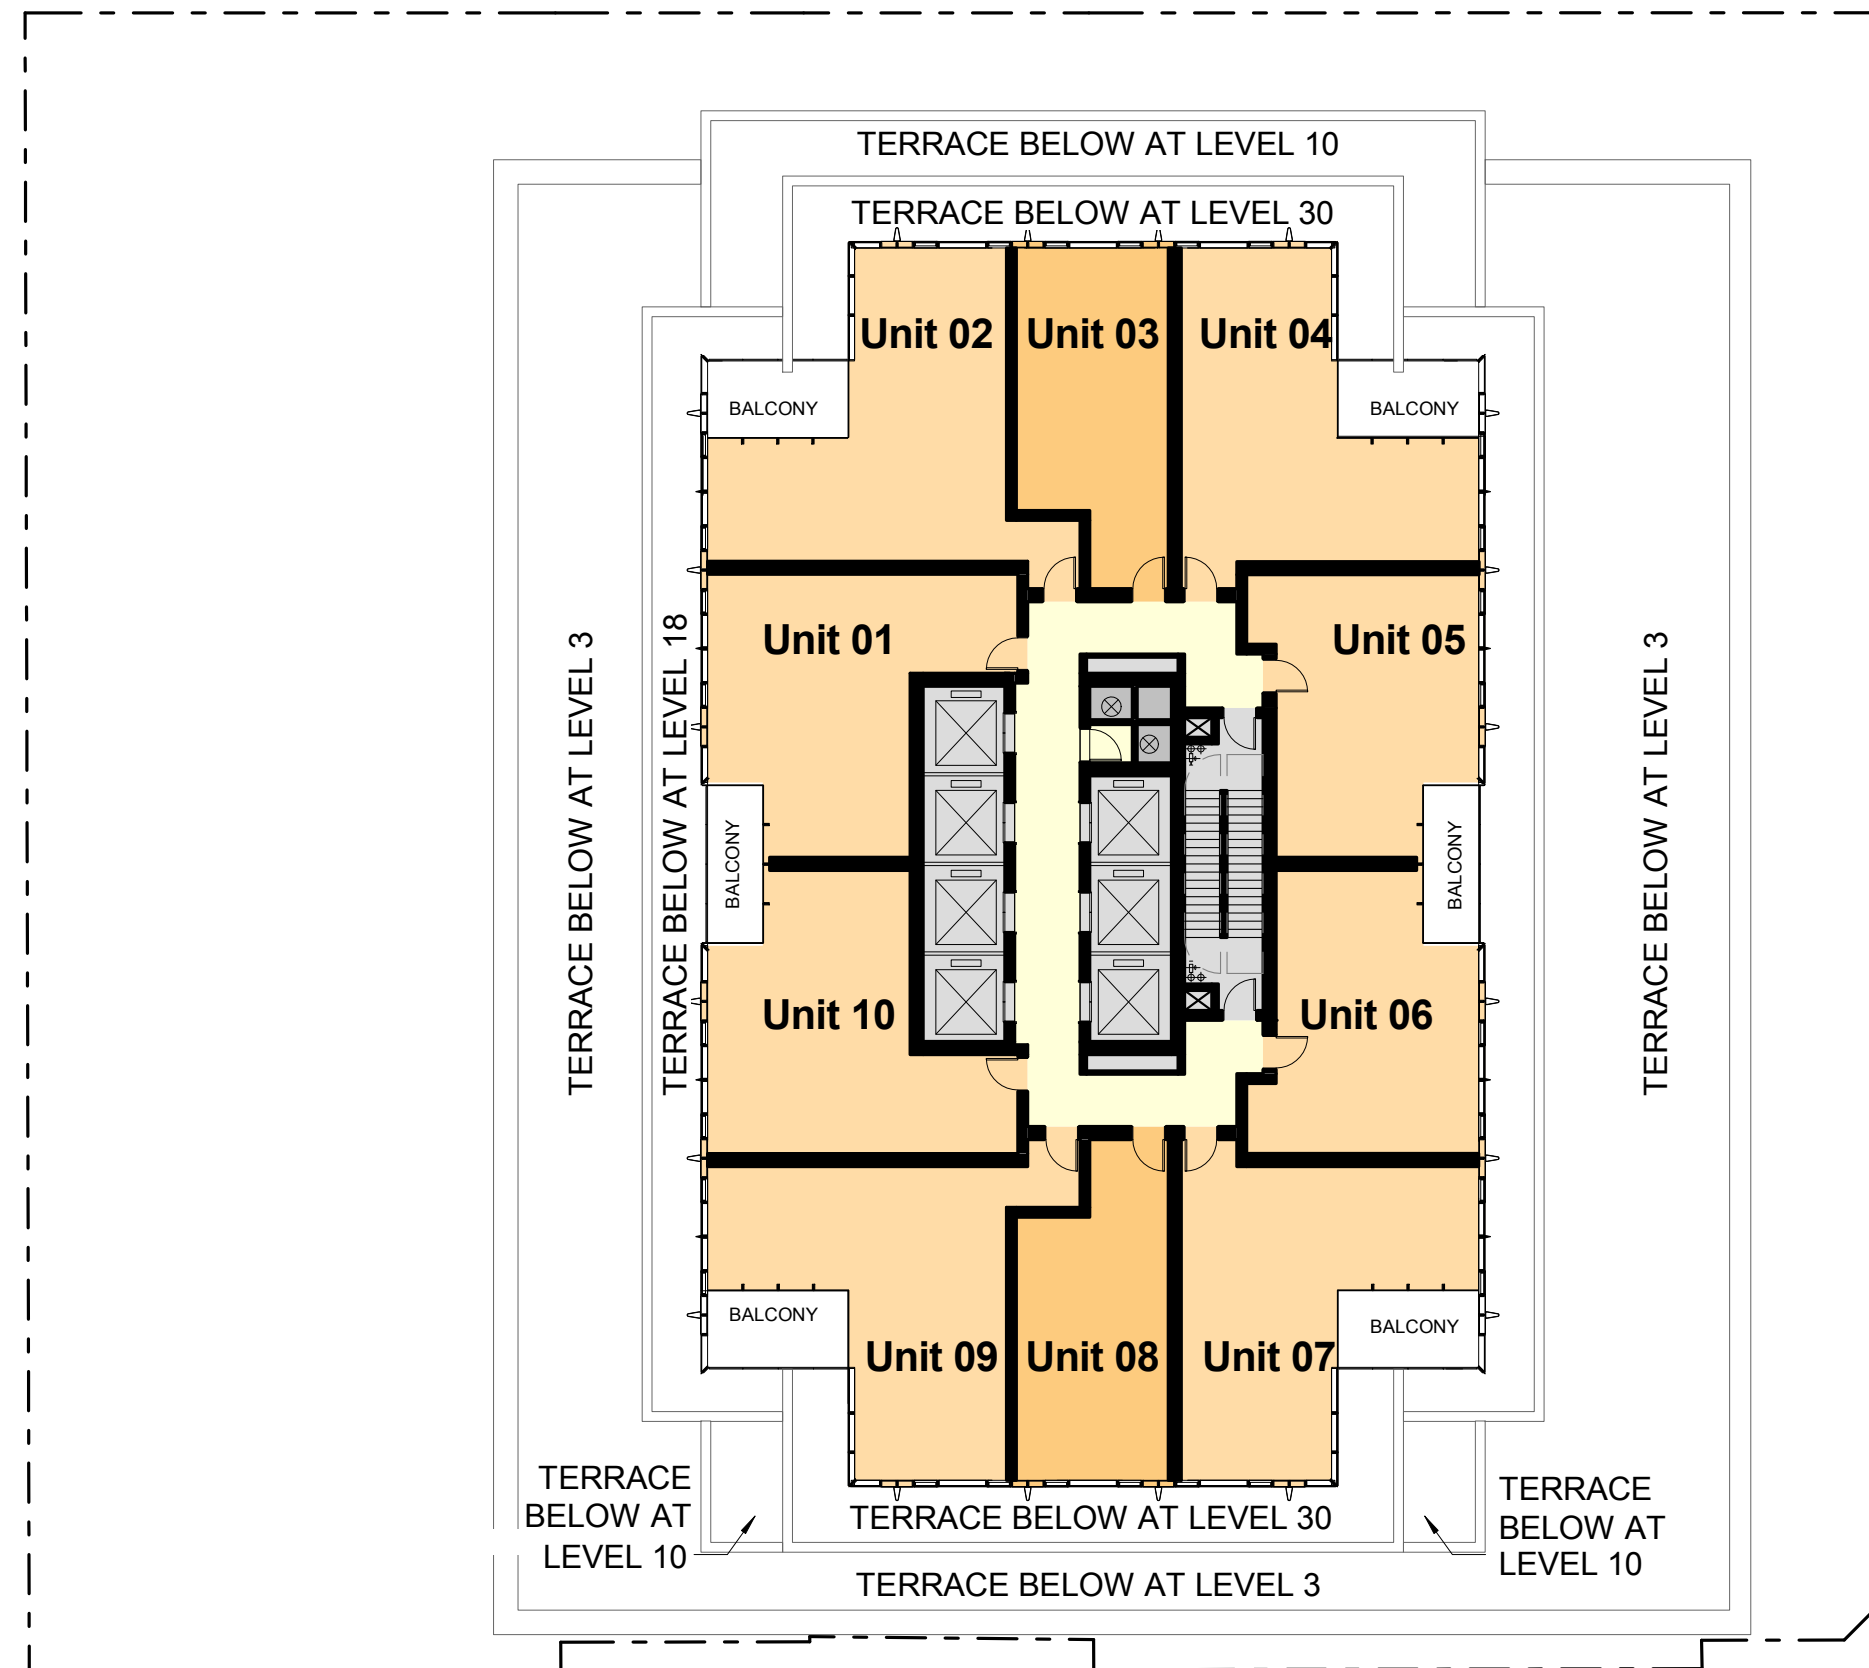 TERRACE BELOW AT LEVEL 10
TERRACE BELOW AT LEVEL 30
Unit 02
Unit 03
Unit 04
BALCONY
BALCONY
Unit 01
Unit 05
TERRACE BELOW AT LEVEL 3
TERRACE BELOW AT LEVEL 18
TERRACE BELOW AT LEVEL 3
BALCONY
BALCONY
Unit 10
Unit 06
BALCONY
BALCONY
Unit 09
Unit 08
Unit 07
TERRACE
BELOW AT
LEVEL 10
TERRACE BELOW AT LEVEL 30
TERRACE
BELOW AT
LEVEL 10
TERRACE BELOW AT LEVEL 3